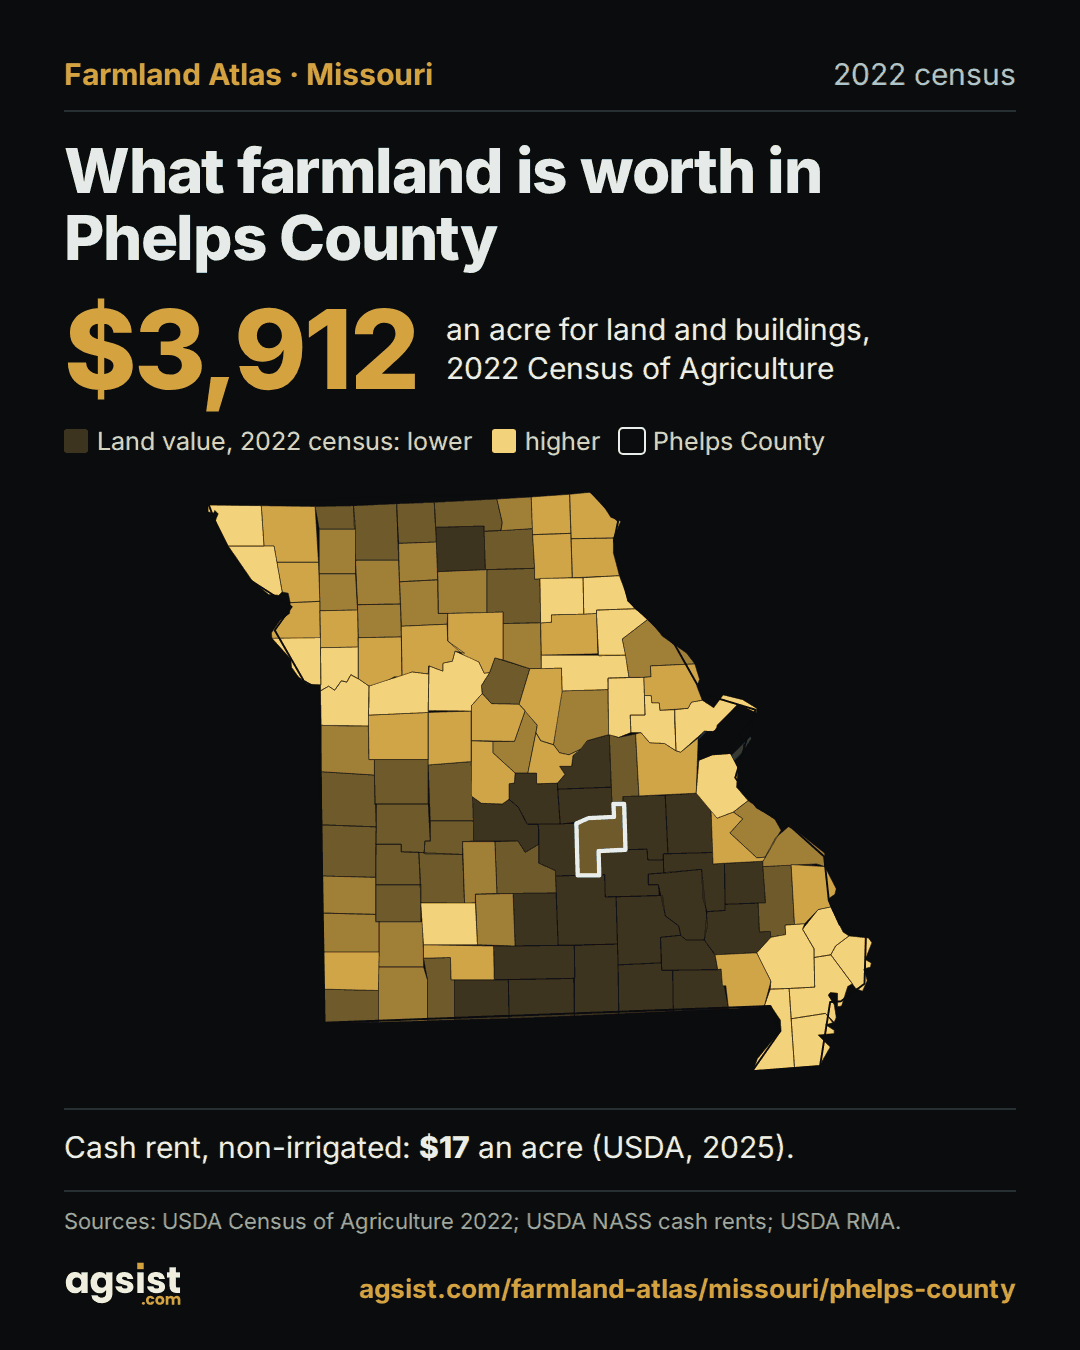 Farmland Atlas · Missouri
2022 census
What farmland is worth in
Phelps County
$3,912
an acre for land and buildings,
2022 Census of Agriculture
Land value, 2022 census: lower
higher
Phelps County
Cash rent, non-irrigated: $17 an acre (USDA, 2025).
Sources: USDA Census of Agriculture 2022; USDA NASS cash rents; USDA RMA.
agsist
.com
agsist.com/farmland-atlas/missouri/phelps-county